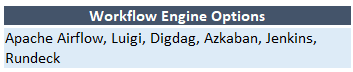 Workflow Engine Options
Apache Airflow, Luigi, Digdag, Azkaban, Jenkins,
Rundeck